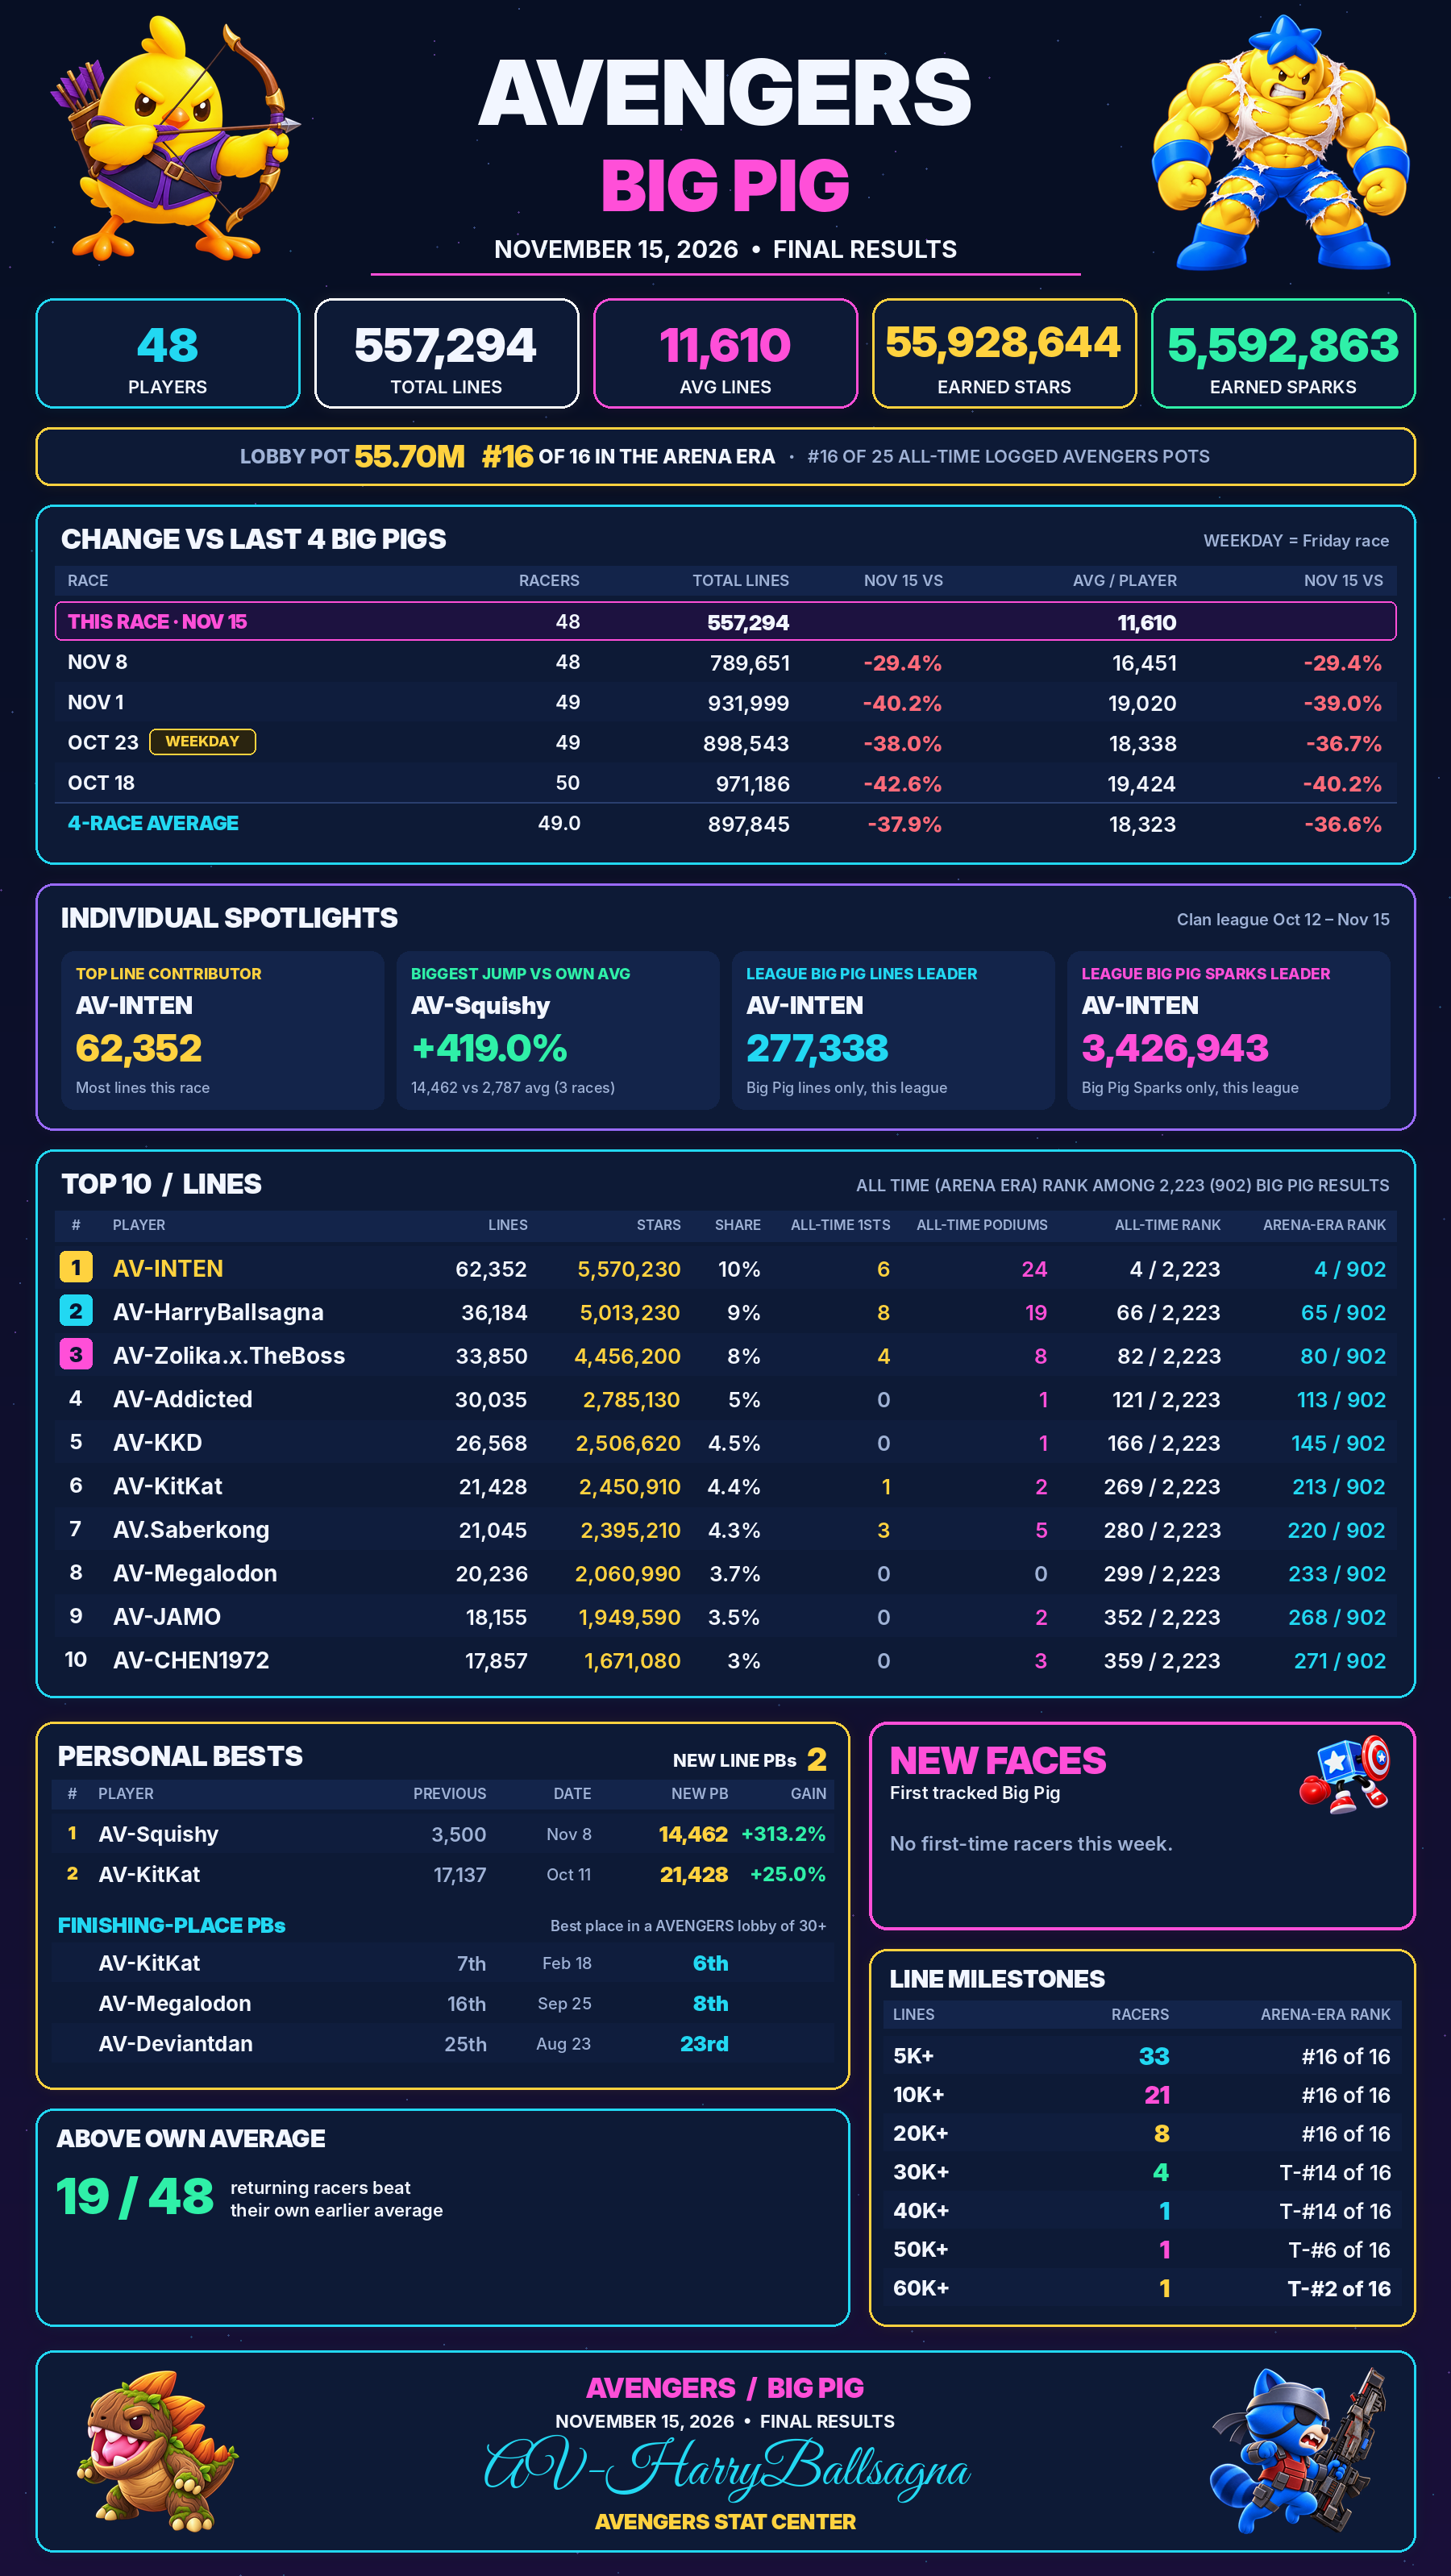 AVENGERS
BIG PIG
NOVEMBER 15, 2026 • FINAL RESULTS
48
PLAYERS
557,294
TOTAL LINES
11,610
AVG LINES
55,928,644
EARNED STARS
5,592,863
EARNED SPARKS
LOBBY POT 55.70M #16 OF 16 IN THE ARENA ERA · #16 OF 25 ALL-TIME LOGGED AVENGERS POTS
CHANGE VS LAST 4 BIG PIGS
WEEKDAY = Friday race
RACE RACERS TOTAL LINES NOV 15 VS AVG / PLAYER NOV 15 VS
THIS RACE · NOV 15 48 557,294 11,610
NOV 8 48 789,651 -29.4% 16,451 -29.4%
NOV 1 49 931,999 -40.2% 19,020 -39.0%
OCT 23 WEEKDAY 49 898,543 -38.0% 18,338 -36.7%
OCT 18 50 971,186 -42.6% 19,424 -40.2%
4-RACE AVERAGE 49.0 897,845 -37.9% 18,323 -36.6%
INDIVIDUAL SPOTLIGHTS
Clan league Oct 12 – Nov 15
TOP LINE CONTRIBUTOR
AV-INTEN
62,352
Most lines this race
BIGGEST JUMP VS OWN AVG
AV-Squishy
+419.0%
14,462 vs 2,787 avg (3 races)
LEAGUE BIG PIG LINES LEADER
AV-INTEN
277,338
Big Pig lines only, this league
LEAGUE BIG PIG SPARKS LEADER
AV-INTEN
3,426,943
Big Pig Sparks only, this league
TOP 10 / LINES
ALL TIME (ARENA ERA) RANK AMONG 2,223 (902) BIG PIG RESULTS
# PLAYER LINES STARS SHARE ALL-TIME 1STS ALL-TIME PODIUMS ALL-TIME RANK ARENA-ERA RANK
1 AV-INTEN 62,352 5,570,230 10% 6 24 4 / 2,223 4 / 902
2 AV-HarryBallsagna 36,184 5,013,230 9% 8 19 66 / 2,223 65 / 902
3 AV-Zolika.x.TheBoss 33,850 4,456,200 8% 4 8 82 / 2,223 80 / 902
4 AV-Addicted 30,035 2,785,130 5% 0 1 121 / 2,223 113 / 902
5 AV-KKD 26,568 2,506,620 4.5% 0 1 166 / 2,223 145 / 902
6 AV-KitKat 21,428 2,450,910 4.4% 1 2 269 / 2,223 213 / 902
7 AV.Saberkong 21,045 2,395,210 4.3% 3 5 280 / 2,223 220 / 902
8 AV-Megalodon 20,236 2,060,990 3.7% 0 0 299 / 2,223 233 / 902
9 AV-JAMO 18,155 1,949,590 3.5% 0 2 352 / 2,223 268 / 902
10 AV-CHEN1972 17,857 1,671,080 3% 0 3 359 / 2,223 271 / 902
PERSONAL BESTS
NEW LINE PBs 2
# PLAYER PREVIOUS DATE NEW PB GAIN
1 AV-Squishy 3,500 Nov 8 14,462 +313.2%
2 AV-KitKat 17,137 Oct 11 21,428 +25.0%
FINISHING-PLACE PBs
Best place in a AVENGERS lobby of 30+
AV-KitKat 7th Feb 18 6th
AV-Megalodon 16th Sep 25 8th
AV-Deviantdan 25th Aug 23 23rd
ABOVE OWN AVERAGE
19 / 48
returning racers beat
their own earlier average
NEW FACES
First tracked Big Pig
No first-time racers this week.
LINE MILESTONES
LINES RACERS ARENA-ERA RANK
5K+ 33 #16 of 16
10K+ 21 #16 of 16
20K+ 8 #16 of 16
30K+ 4 T-#14 of 16
40K+ 1 T-#14 of 16
50K+ 1 T-#6 of 16
60K+ 1 T-#2 of 16
AVENGERS / BIG PIG
NOVEMBER 15, 2026 • FINAL RESULTS
AV-HarryBallsagna
AVENGERS STAT CENTER